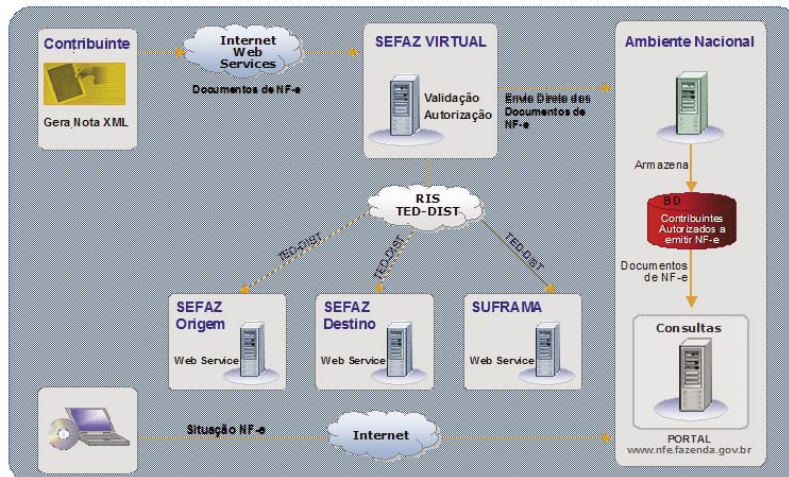 Contribuinte
Gera Nota XML
Internet
Web
Services
Documentos de NF-e
SEFAZ VIRTUAL
Validação
Autorização
Envio Direto dos
Documentos de
NF-e
Ambiente Nacional
Armazena
BD
Contribuintes
Autorizados a
emitir NF-e
Documentos
de NF-e
Consultas
PORTAL
www.nfe.fazenda.gov.br
RIS
TED-DIST
TED-DIST
TED-DIST
TED-DIST
SEFAZ
Origem
Web Service
SEFAZ
Destino
Web Service
SUFRAMA
Web Service
Situação NF-e
Internet